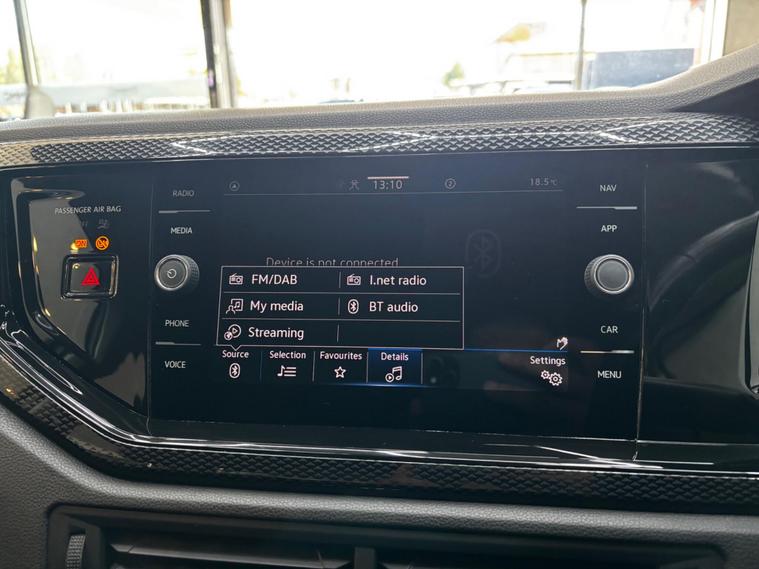 RADIO
13:10
2
18.5°C
NAV
PASSENGER AIR BAG
MEDIA
APP
Device is not connected
FM/DAB
I.net radio
My media
BT audio
Streaming
PHONE
CAR
Source
Selection
Favourites
Details
Settings
VOICE
MENU